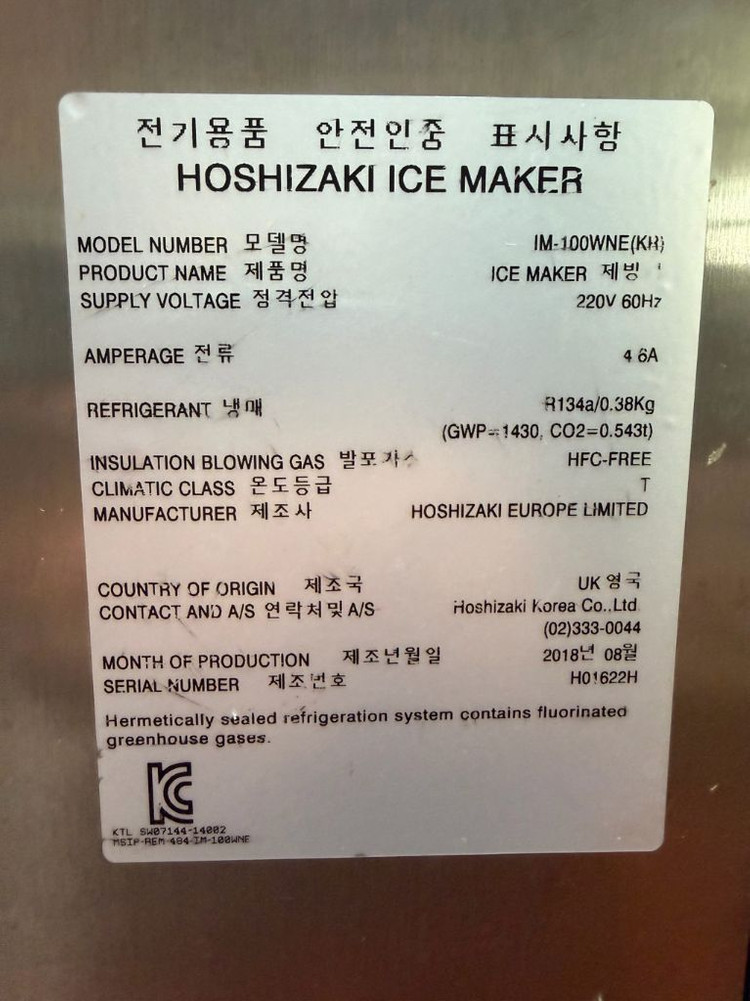 전기용품 안전인증 표시사항
HOSHIZAKI ICE MAKER
MODEL NUMBER 모델명 IM-100WNE(KR)
PRODUCT NAME 제품명 ICE MAKER 제빙
SUPPLY VOLTAGE 정격전압 220V 60Hz
AMPERAGE 전류 4.6A
REFRIGERANT 냉매 R134a/0.38Kg
(GWP=1430, CO2=0.543t)
INSULATION BLOWING GAS 발포가스 HFC-FREE
CLIMATIC CLASS 온도등급 T
MANUFACTURER 제조사 HOSHIZAKI EUROPE LIMITED
COUNTRY OF ORIGIN 제조국 UK 영국
CONTACT AND A/S 연락처및A/S Hoshizaki Korea Co.,Ltd.
(02)333-0044
MONTH OF PRODUCTION 제조년월일 2018년 08월
SERIAL NUMBER 제조번호 H01622H
Hermetically sealed refrigeration system contains fluorinated
greenhouse gases.
KC
KTL SW07144-14002
MSIP-REM-484-IM-100WNE